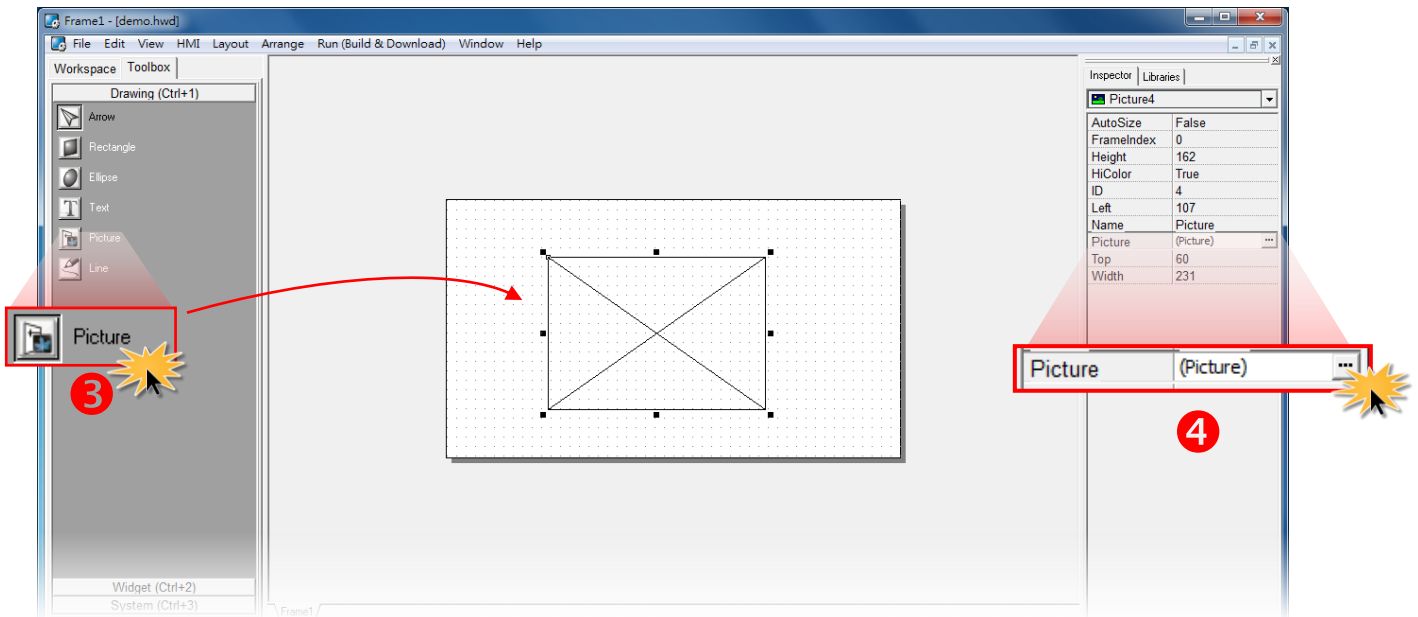 Frame1 - [demo.hwd]
File Edit View HMI Layout Arrange Run (Build & Download) Window Help
Workspace Toolbox
Drawing (Ctrl+1)
Arrow
Rectangle
Ellipse
T Text
Picture
Line
Picture
3
Widget (Ctrl+2)
System (Ctrl+3)
Frame1
Inspector Libraries
Picture4
AutoSize False
FrameIndex 0
Height 162
HiColor True
ID 4
Left 107
Name Picture
Picture (Picture) ...
Top 60
Width 231
Picture (Picture) ...
4